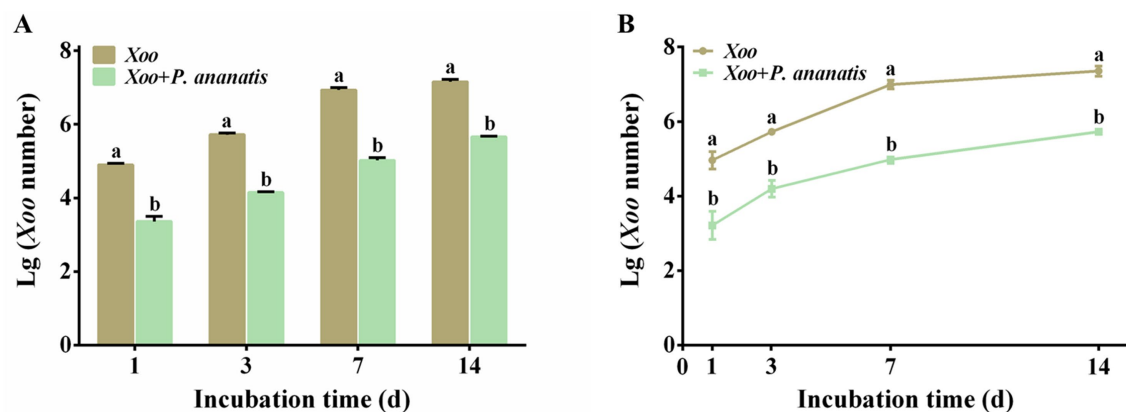 A
Lg (Xoo number)
8
6
4
2
0
Xoo
Xoo+P. ananatis
a
b
a
b
a
b
a
b
1 3 7 14
Incubation time (d)
B
Lg (Xoo number)
8
6
4
2
0
Xoo
Xoo+P. ananatis
a
b
a
b
a
b
a
b
0 1 3 7 14
Incubation time (d)